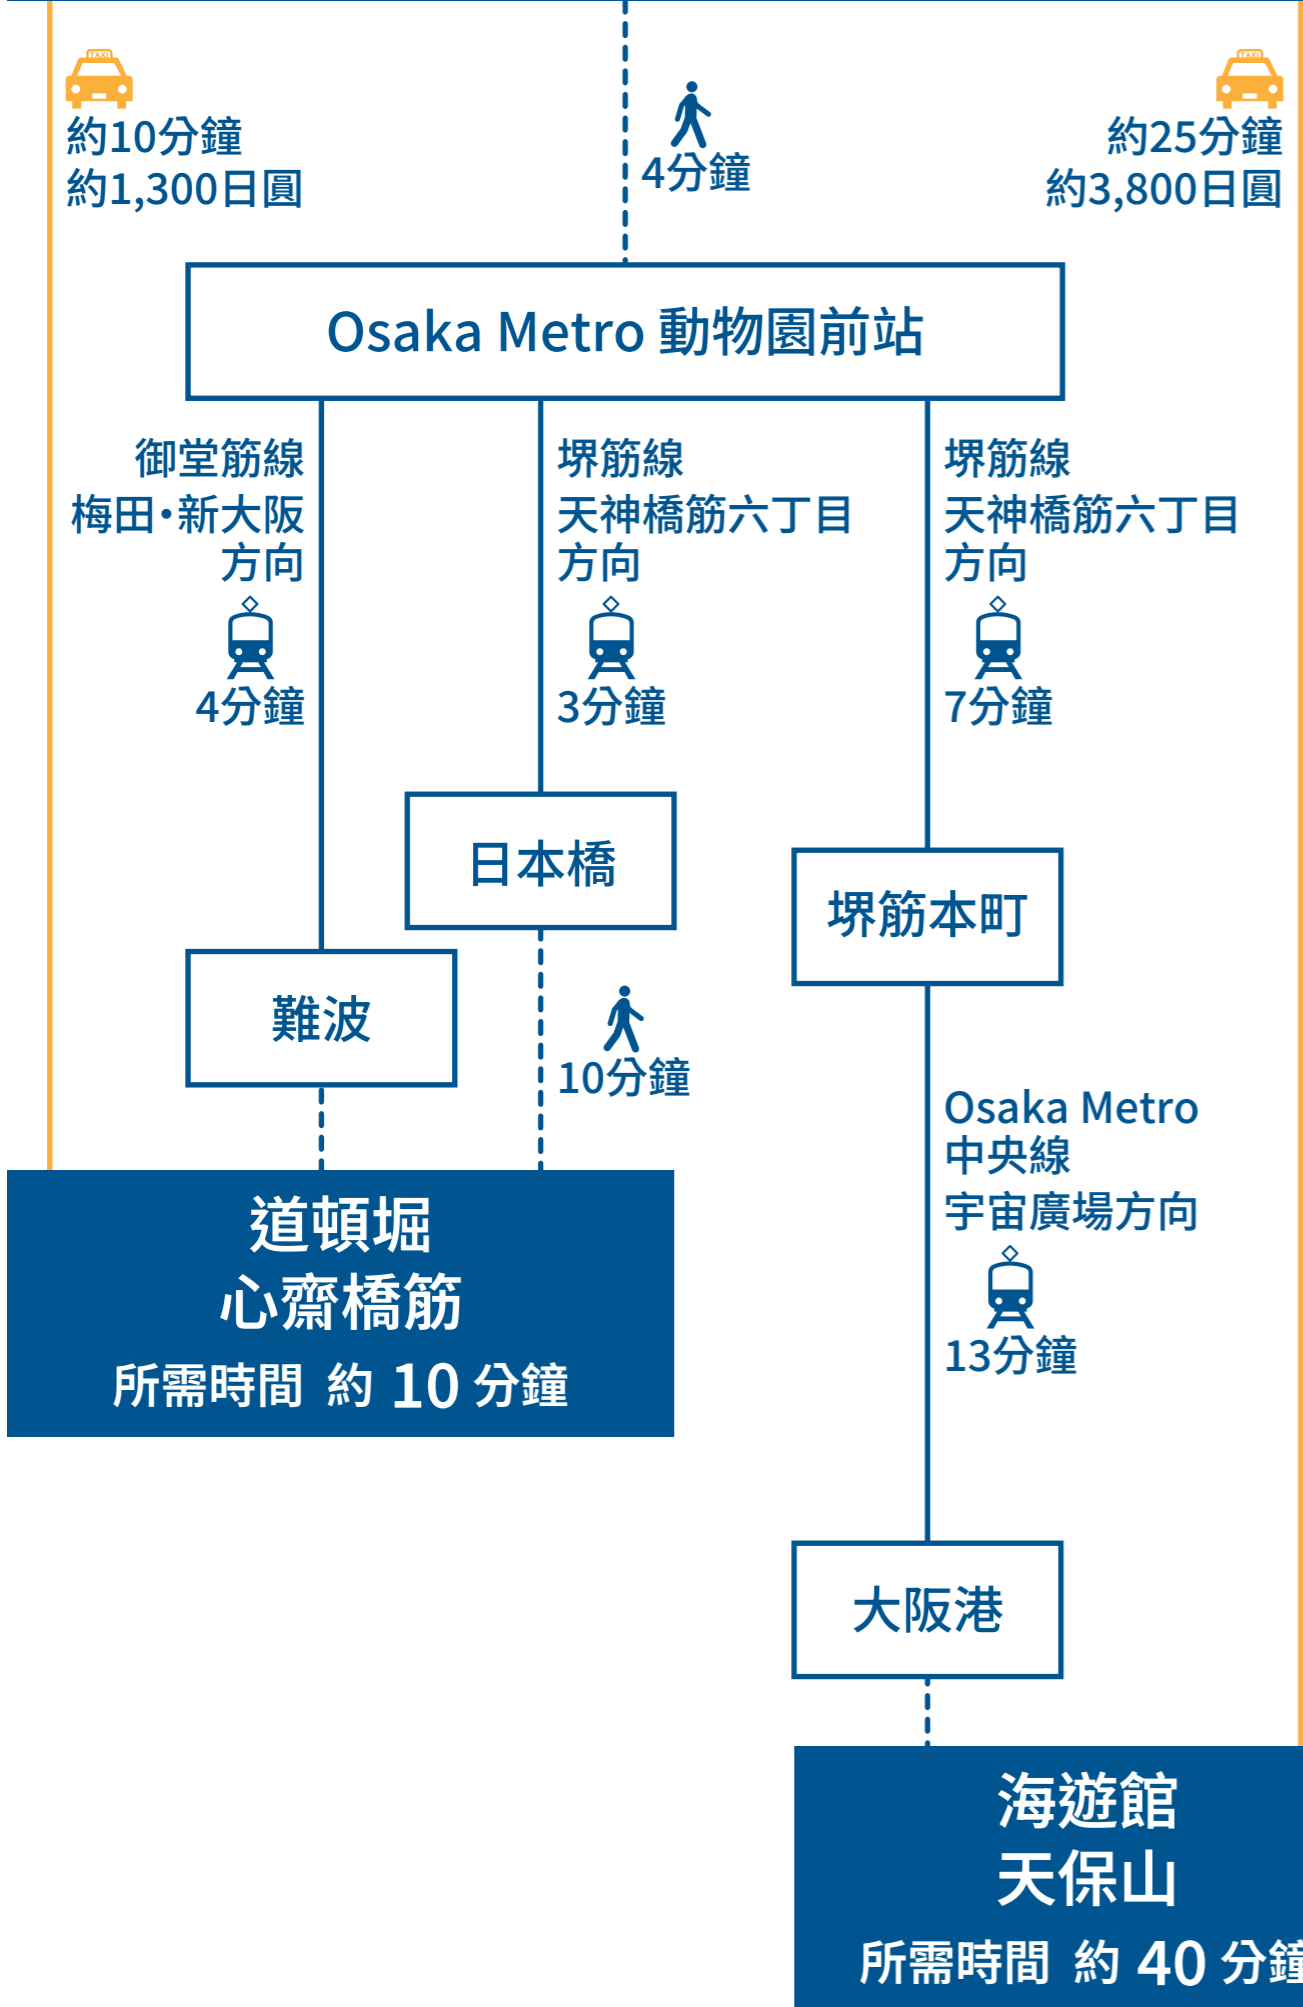 TAXI
約10分鐘
約1,300日圓
4分鐘
TAXI
約25分鐘
約3,800日圓
Osaka Metro 動物園前站
御堂筋線
梅田・新大阪
方向
4分鐘
堺筋線
天神橋筋六丁目
方向
3分鐘
堺筋線
天神橋筋六丁目
方向
7分鐘
日本橋
堺筋本町
難波
10分鐘
Osaka Metro
中央線
宇宙廣場方向
13分鐘
道頓堀
心齋橋筋
所需時間 約 10 分鐘
大阪港
海遊館
天保山
所需時間 約 40 分鐘